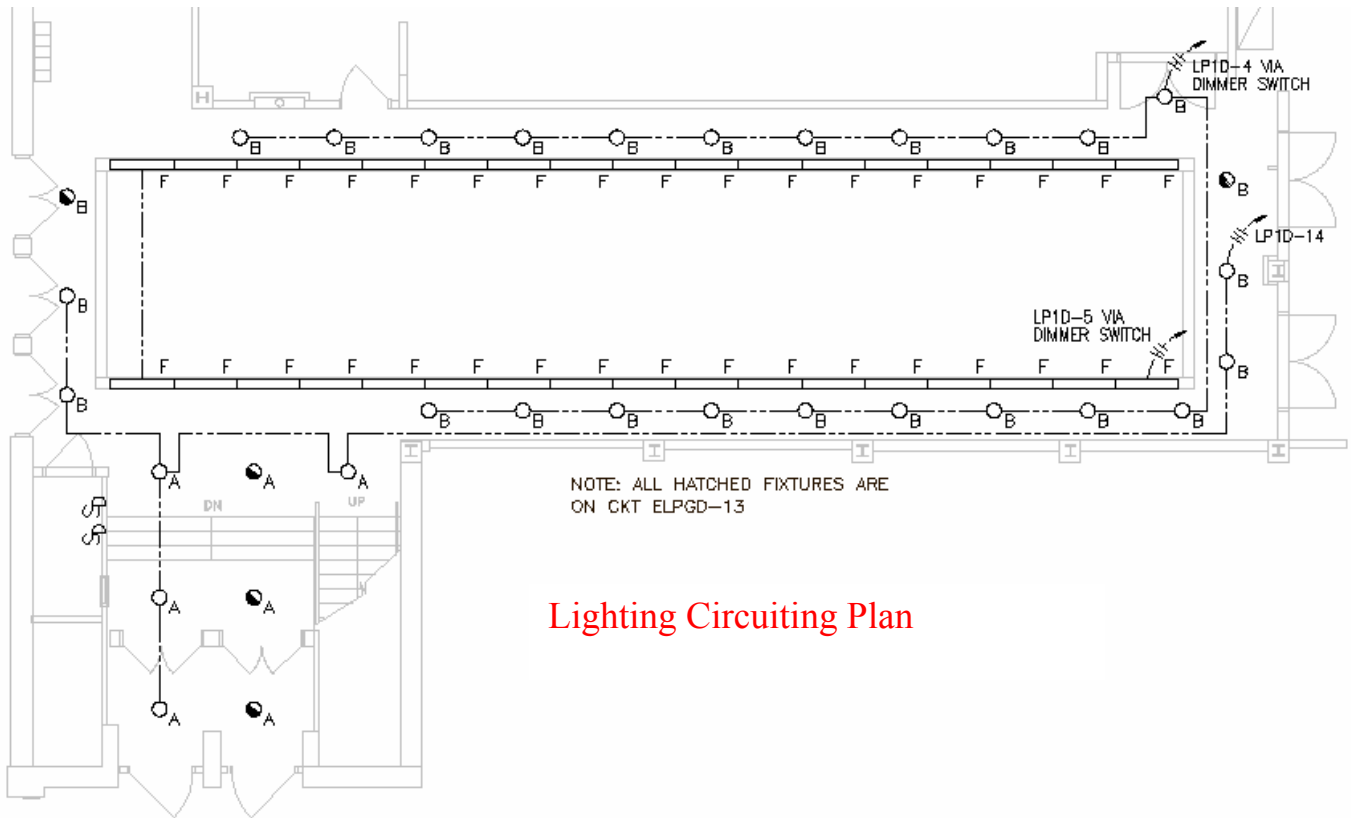 LP1D-4 VIA
DIMMER SWITCH
B
B B B B B B B B B B
F F F F F F F F F F F F F F F F F
B
B
LP1D-14
B
B
LP1D-5 VIA
DIMMER SWITCH
F F F F F F F F F F F F F F F F F
B
B
B B B B B B B B B
A A A
NOTE: ALL HATCHED FIXTURES ARE
ON CKT ELPGD-13
DN
UP
A A
Lighting Circuiting Plan
A A